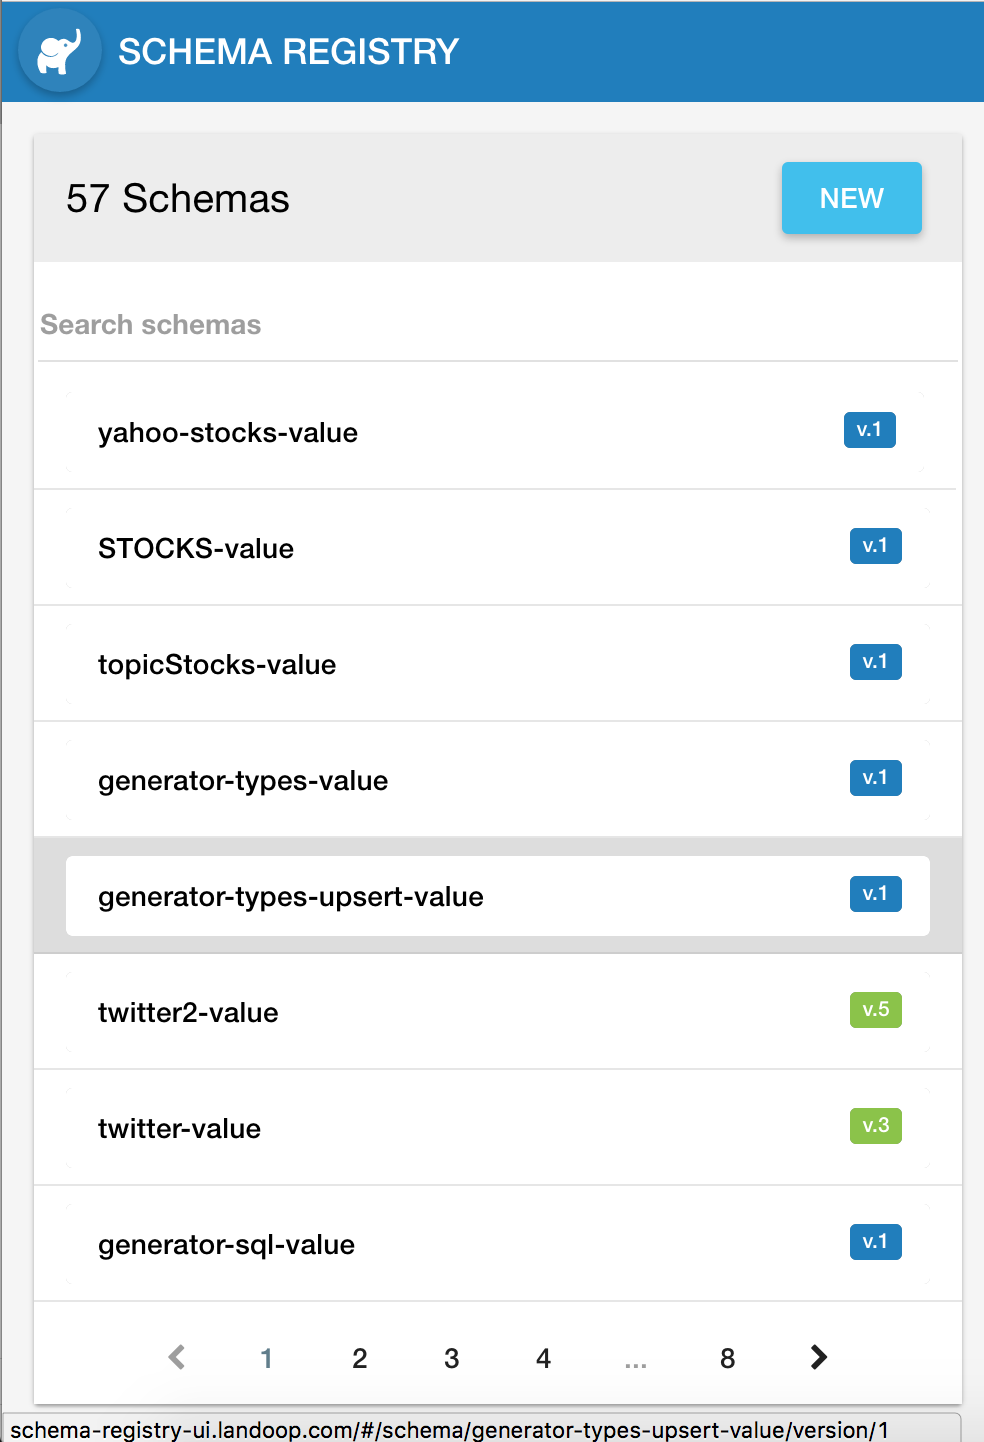 SCHEMA REGISTRY
57 Schemas
NEW
Search schemas
yahoo-stocks-value v.1
STOCKS-value v.1
topicStocks-value v.1
generator-types-value v.1
generator-types-upsert-value v.1
twitter2-value v.5
twitter-value v.3
generator-sql-value v.1
1 2 3 4 ... 8
schema-registry-ui.landoop.com/#/schema/generator-types-upsert-value/version/1